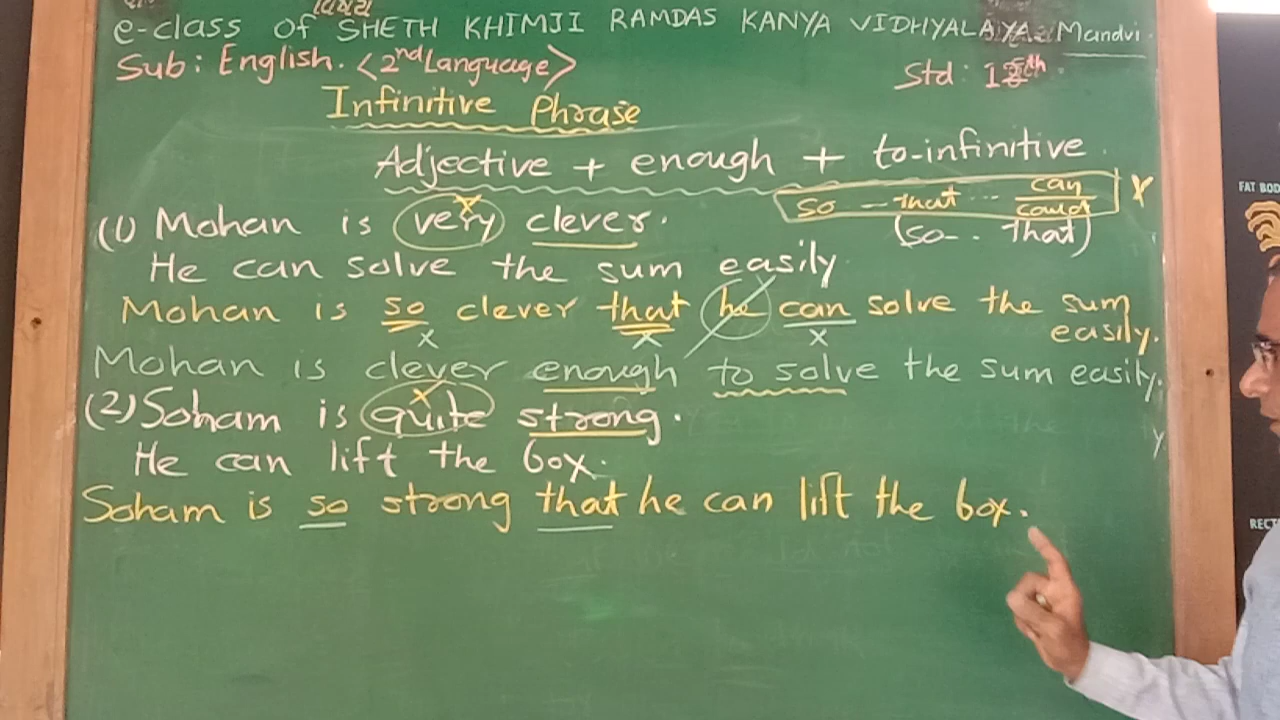 e-class of SHETH KHIMJI RAMDAS KANYA VIDHYALAYA Mandvi
Sub: English. <2nd Language>
Std: 12th
Infinitive Phrase
Adjective + enough + to-infinitive
so - that ... can
could
(so - . that)
(1) Mohan is very clever.
He can solve the sum easily
Mohan is so clever that he can solve the sum easily.
Mohan is clever enough to solve the sum easily.
(2) Soham is quite strong.
He can lift the box.
Soham is so strong that he can lift the box.
FAT BOD
RECT